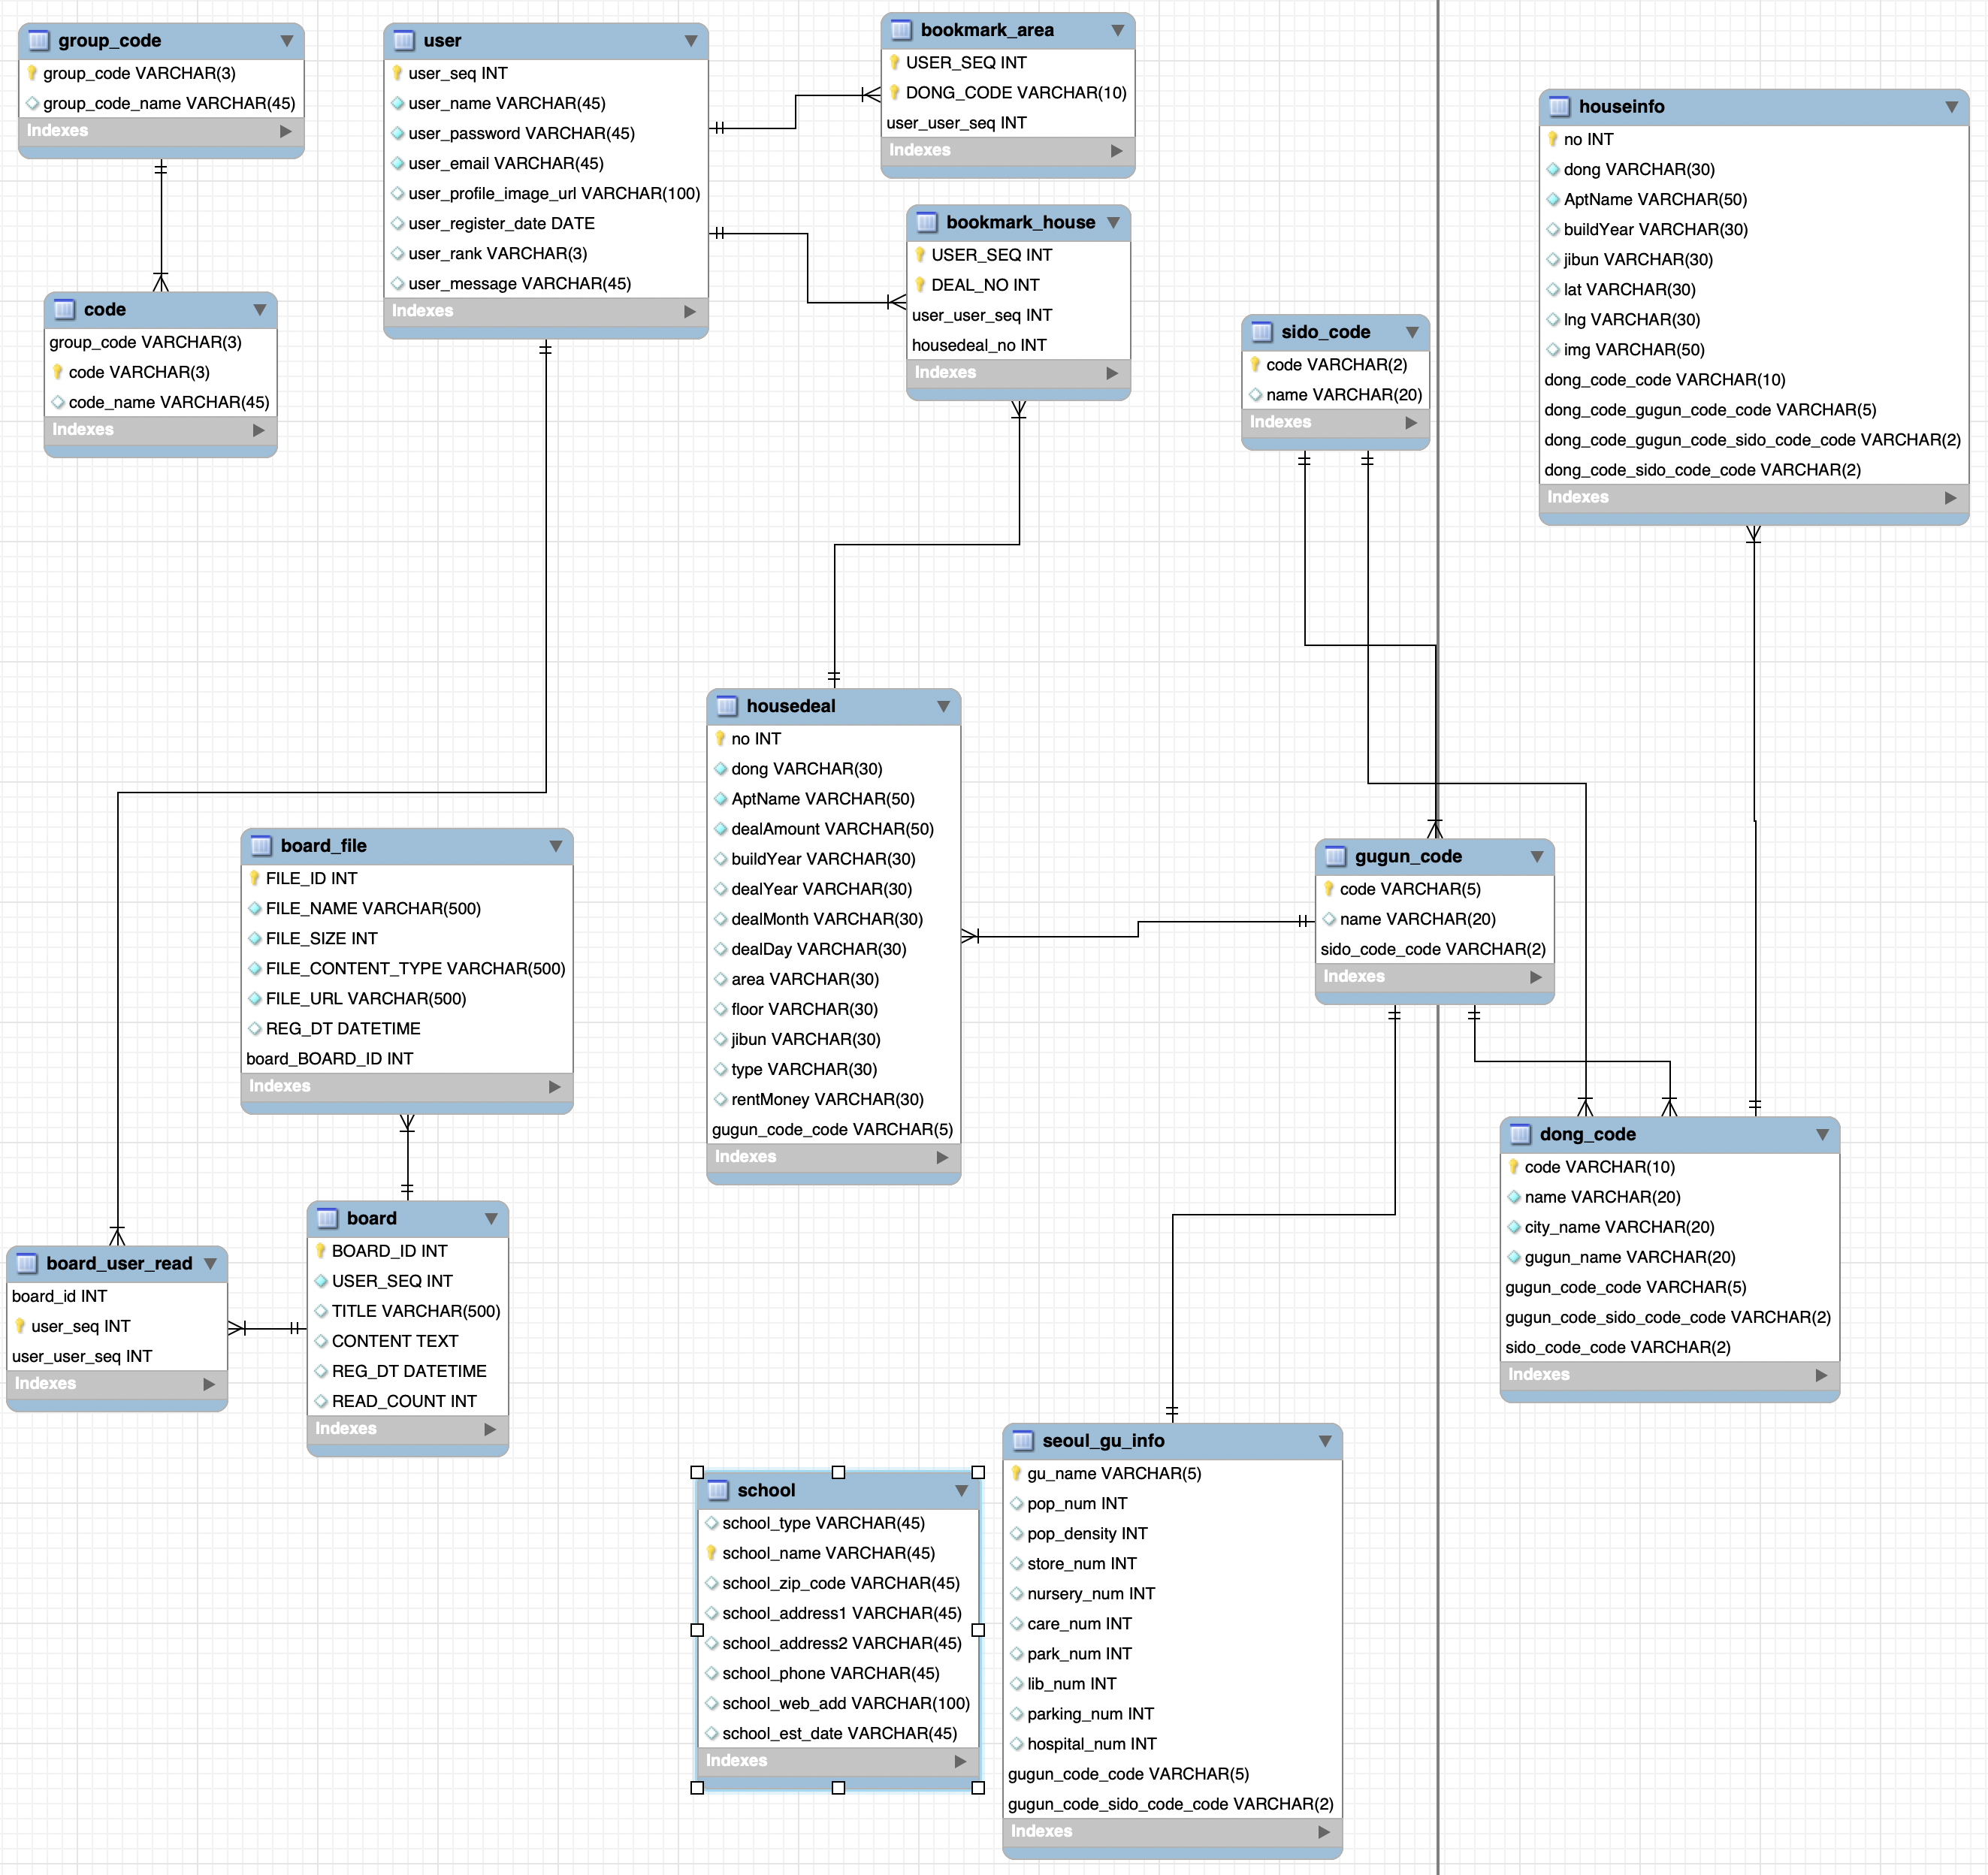 group_code
group_code VARCHAR(3)
group_code_name VARCHAR(45)
Indexes
user
user_seq INT
user_name VARCHAR(45)
user_password VARCHAR(45)
user_email VARCHAR(45)
user_profile_image_url VARCHAR(100)
user_register_date DATE
user_rank VARCHAR(3)
user_message VARCHAR(45)
Indexes
bookmark_area
USER_SEQ INT
DONG_CODE VARCHAR(10)
user_user_seq INT
Indexes
houseinfo
no INT
dong VARCHAR(30)
AptName VARCHAR(50)
buildYear VARCHAR(30)
jibun VARCHAR(30)
lat VARCHAR(30)
lng VARCHAR(30)
img VARCHAR(50)
dong_code_code VARCHAR(10)
dong_code_gugun_code_code VARCHAR(5)
dong_code_gugun_code_sido_code_code VARCHAR(2)
dong_code_sido_code_code VARCHAR(2)
Indexes
bookmark_house
USER_SEQ INT
DEAL_NO INT
user_user_seq INT
housedeal_no INT
Indexes
code
group_code VARCHAR(3)
code VARCHAR(3)
code_name VARCHAR(45)
Indexes
sido_code
code VARCHAR(2)
name VARCHAR(20)
Indexes
housedeal
no INT
dong VARCHAR(30)
AptName VARCHAR(50)
dealAmount VARCHAR(50)
buildYear VARCHAR(30)
dealYear VARCHAR(30)
dealMonth VARCHAR(30)
dealDay VARCHAR(30)
area VARCHAR(30)
floor VARCHAR(30)
jibun VARCHAR(30)
type VARCHAR(30)
rentMoney VARCHAR(30)
gugun_code_code VARCHAR(5)
Indexes
board_file
FILE_ID INT
FILE_NAME VARCHAR(500)
FILE_SIZE INT
FILE_CONTENT_TYPE VARCHAR(500)
FILE_URL VARCHAR(500)
REG_DT DATETIME
board_BOARD_ID INT
Indexes
gugun_code
code VARCHAR(5)
name VARCHAR(20)
sido_code_code VARCHAR(2)
Indexes
dong_code
code VARCHAR(10)
name VARCHAR(20)
city_name VARCHAR(20)
gugun_name VARCHAR(20)
gugun_code_code VARCHAR(5)
gugun_code_sido_code_code VARCHAR(2)
sido_code_code VARCHAR(2)
Indexes
board_user_read
board_id INT
user_seq INT
user_user_seq INT
Indexes
board
BOARD_ID INT
USER_SEQ INT
TITLE VARCHAR(500)
CONTENT TEXT
REG_DT DATETIME
READ_COUNT INT
Indexes
school
school_type VARCHAR(45)
school_name VARCHAR(45)
school_zip_code VARCHAR(45)
school_address1 VARCHAR(45)
school_address2 VARCHAR(45)
school_phone VARCHAR(45)
school_web_add VARCHAR(100)
school_est_date VARCHAR(45)
Indexes
seoul_gu_info
gu_name VARCHAR(5)
pop_num INT
pop_density INT
store_num INT
nursery_num INT
care_num INT
park_num INT
lib_num INT
parking_num INT
hospital_num INT
gugun_code_code VARCHAR(5)
gugun_code_sido_code_code VARCHAR(2)
Indexes